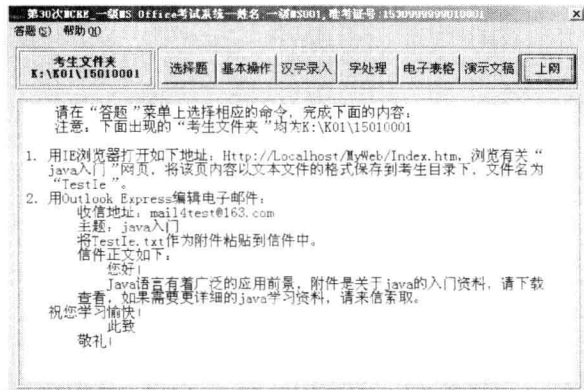 第30次NCRE_一级MS Office考试系统——姓名:一级MS001,准考证号:1530999999010001
答题(S) 帮助(H)
考生文件夹
K:\K01\15010001
选择题 基本操作 汉字录入 字处理 电子表格 演示文稿 上网
请在“答题”菜单上选择相应的命令,完成下面的内容:
注意:下面出现的“考生文件夹”均为K:\K01\15010001
1. 用IE浏览器打开如下地址:Http://Localhost/MyWeb/Index.htm,浏览有关“
java入门”网页,将该页内容以文本文件的格式保存到考生目录下,文件名为
“TestIe”。
2. 用Outlook Express编辑电子邮件:
收信地址:mail4test@163.com
主题:java入门
将TestIe.txt作为附件粘贴到信件中。
信件正文如下:
您好!
Java语言有着广泛的应用前景,附件是关于java的入门资料,请下载
查看,如果需要更详细的java学习资料,请来信索取。
祝您学习愉快!
此致
敬礼!